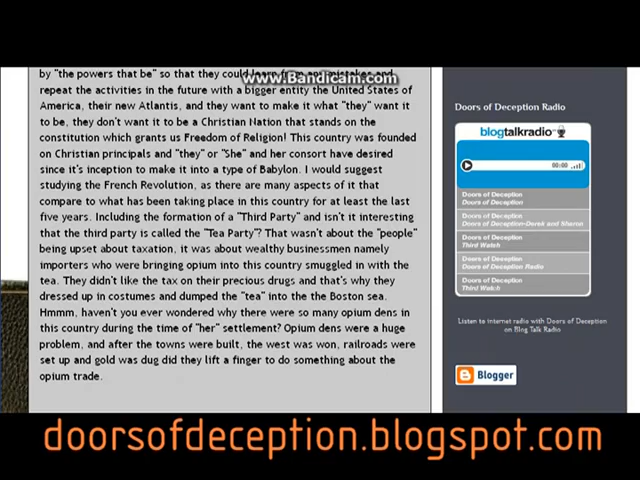 www.Bandicam.com
by "the powers that be" so that they could learn from any mistakes and
repeat the activities in the future with a bigger entity the United States of
America, their new Atlantis, and they want to make it what "they" want it
to be, they don't want it to be a Christian Nation that stands on the
constitution which grants us Freedom of Religion! This country was founded
on Christian principals and "they" or "She" and her consort have desired
since it's inception to make it into a type of Babylon. I would suggest
studying the French Revolution, as there are many aspects of it that
compare to what has been taking place in this country for at least the last
five years. Including the formation of a "Third Party" and isn't it interesting
that the third party is called the "Tea Party"? That wasn't about the "people"
being upset about taxation, it was about wealthy businessmen namely
importers who were bringing opium into this country smuggled in with the
tea. They didn't like the tax on their precious drugs and that's why they
dressed up in costumes and dumped the "tea" into the the Boston sea.
Hmmm, haven't you ever wondered why there were so many opium dens in
this country during the time of "her" settlement? Opium dens were a huge
problem, and after the towns were built, the west was won, railroads were
set up and gold was dug did they lift a finger to do something about the
opium trade.
Doors of Deception Radio
blogtalkradio
00:00
Doors of Deception
Doors of Deception
Doors of Deception
Doors of Deception-Derek and Sharon
Doors of Deception
Third Watch
Doors of Deception
Doors of Deception Radio
Doors of Deception
Third Watch
Listen to internet radio with Doors of Deception
on Blog Talk Radio
Blogger
doorsofdeception.blogspot.com